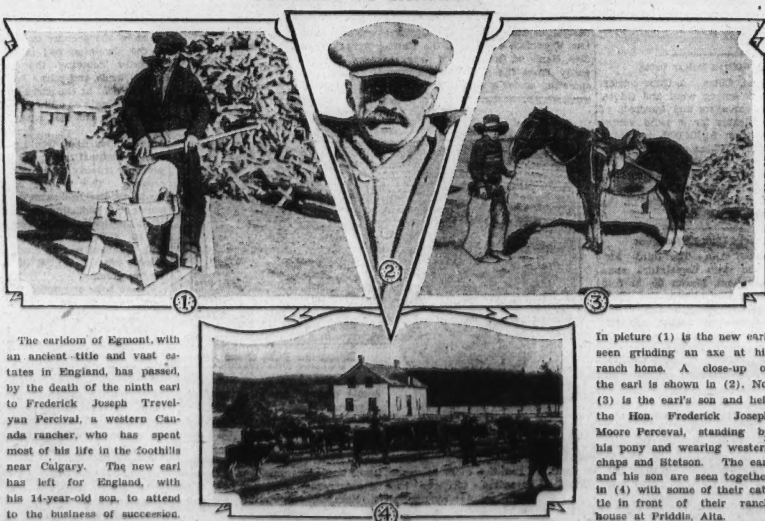 1
2
3
The earldom of Egmont, with
an ancient title and vast es-
tates in England, has passed,
by the death of the ninth earl
to Frederick Joseph Trevel-
yan Percival, a western Can-
ada rancher, who has spent
most of his life in the foothills
near Calgary. The new earl
has left for England, with
his 14-year-old son, to attend
to the business of succession.
4
In picture (1) is the new earl
seen grinding an axe at hi
ranch home. A close-up o
the earl is shown in (2). No
(3) is the earl's son and hei
the Hon. Frederick Joseph
Moore Perceval, standing b
his pony and wearing western
chaps and Stetson. The ear
and his son are seen together
in (4) with some of their cat-
tle in front of their ranch
house at Priddis, Alta.